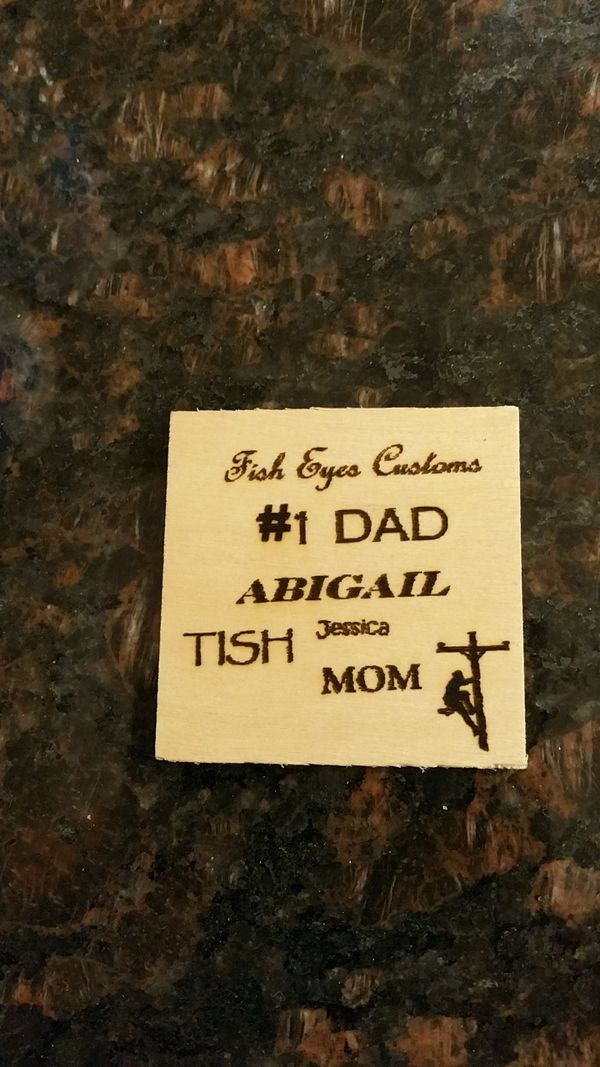 Fish Eyes Customs
#1 DAD
ABIGAIL
TISH Jessica
MOM